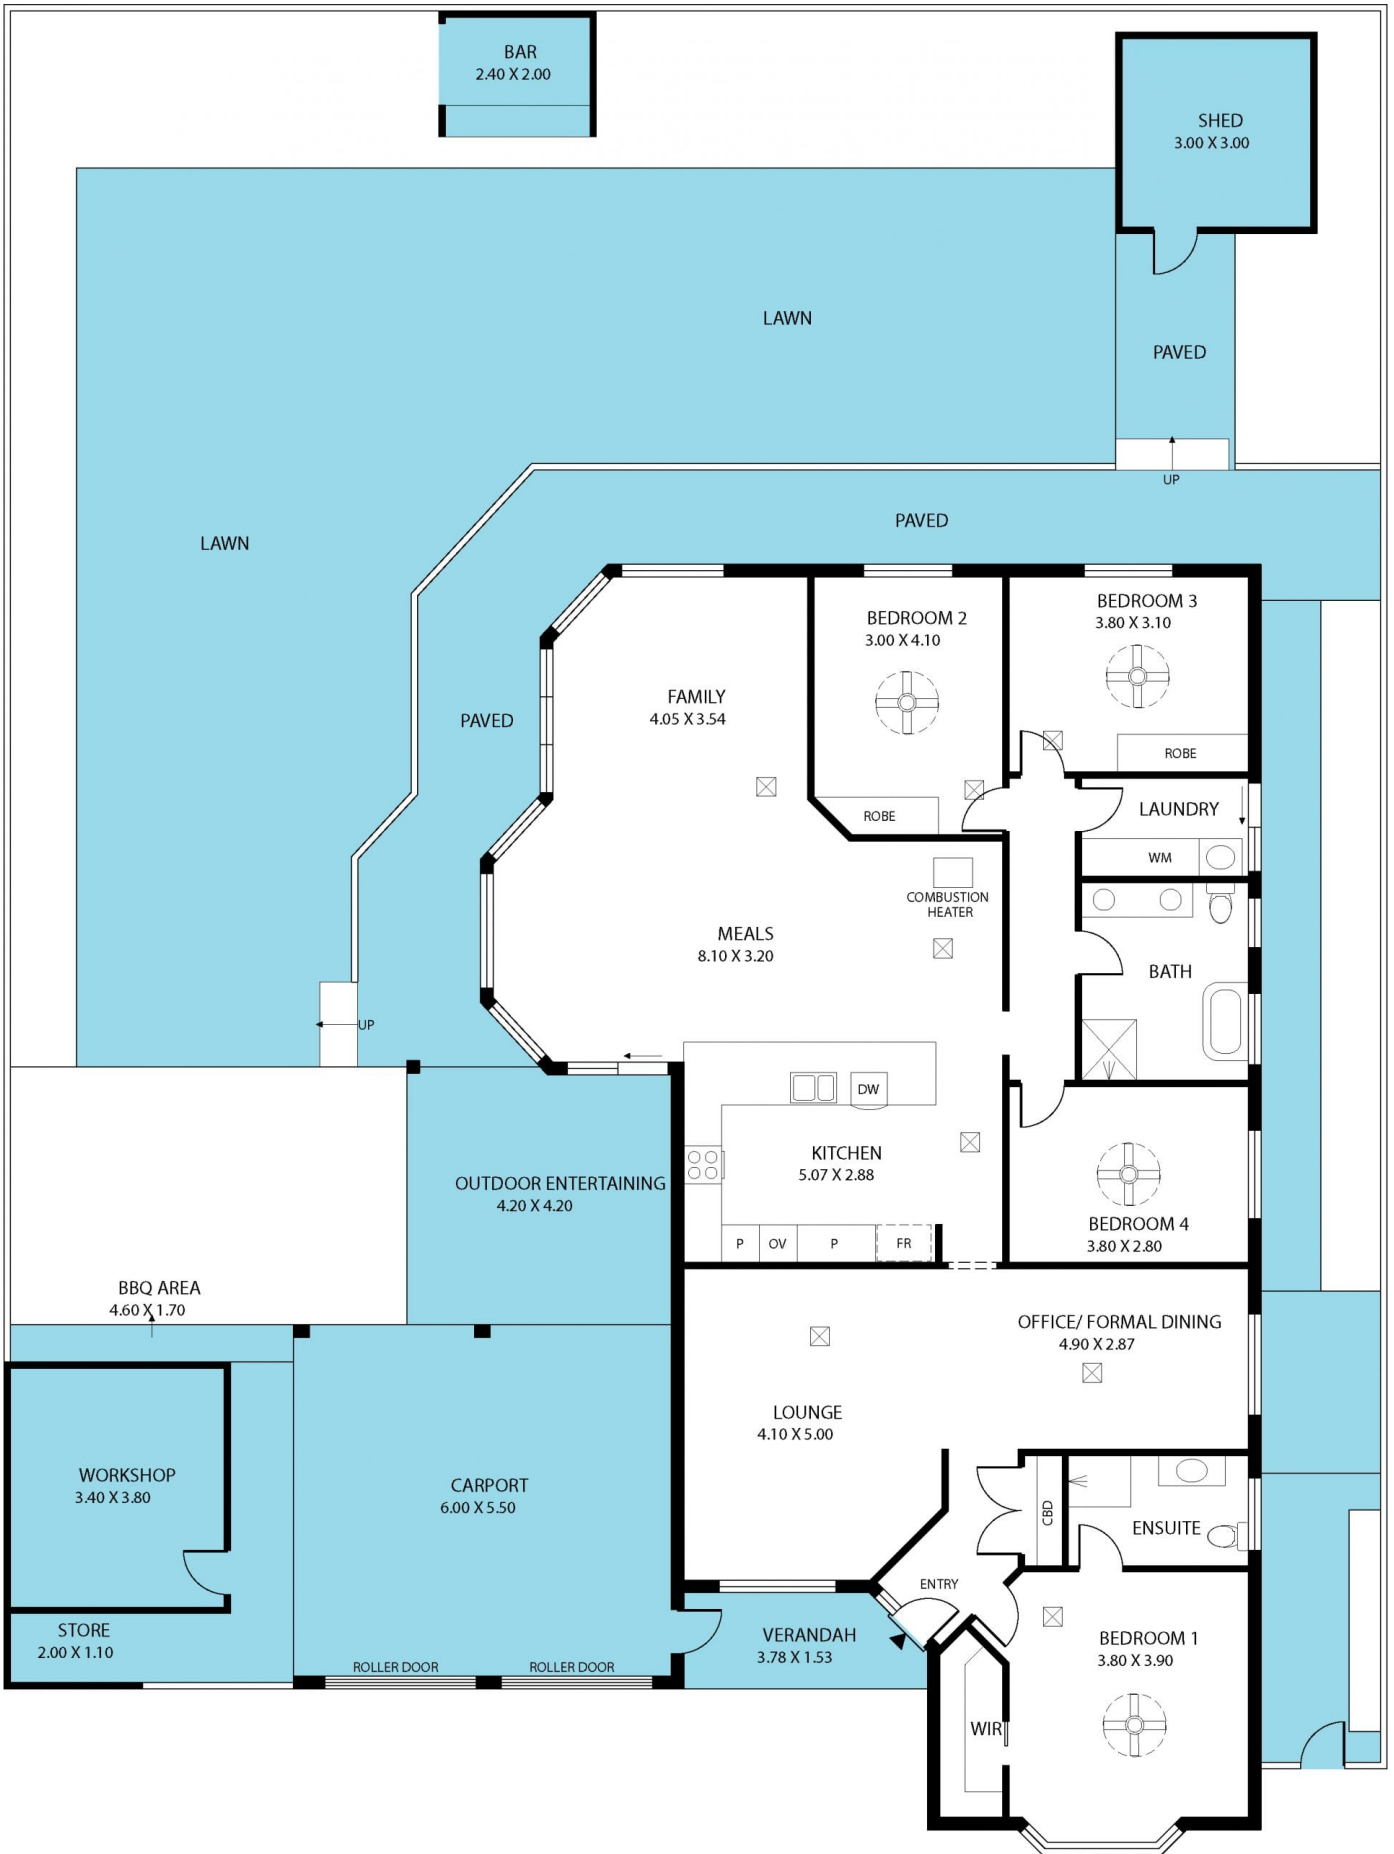 BAR
2.40 X 2.00
SHED
3.00 X 3.00
LAWN
PAVED
UP
PAVED
LAWN
BEDROOM 3
3.80 X 3.10
BEDROOM 2
3.00 X 4.10
FAMILY
4.05 X 3.54
PAVED
ROBE
ROBE
LAUNDRY
WM
COMBUSTION
HEATER
MEALS
8.10 X 3.20
BATH
UP
DW
KITCHEN
5.07 X 2.88
OUTDOOR ENTERTAINING
4.20 X 4.20
BEDROOM 4
3.80 X 2.80
P
OV
P
FR
BBQ AREA
4.60 X 1.70
OFFICE/ FORMAL DINING
4.90 X 2.87
LOUNGE
4.10 X 5.00
WORKSHOP
3.40 X 3.80
CARPORT
6.00 X 5.50
CBD
ENSUITE
ENTRY
STORE
2.00 X 1.10
VERANDAH
3.78 X 1.53
BEDROOM 1
3.80 X 3.90
ROLLER DOOR
ROLLER DOOR
WIR